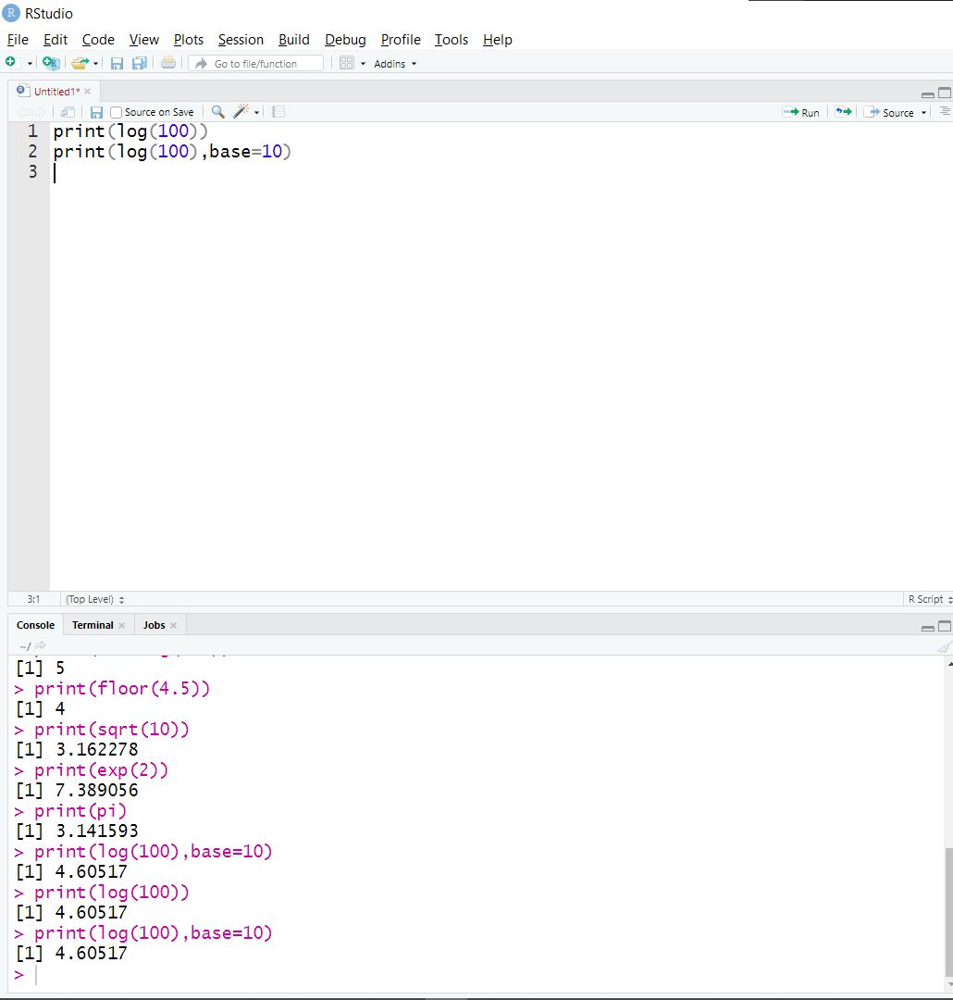 RStudio
File Edit Code View Plots Session Build Debug Profile Tools Help
Go to file/function Addins
Untitled1*
Source on Save Run Source
1 print(log(100))
2 print(log(100),base=10)
3
3:1 (Top Level) R Script
Console Terminal Jobs
~/
[1] 5
> print(floor(4.5))
[1] 4
> print(sqrt(10))
[1] 3.162278
> print(exp(2))
[1] 7.389056
> print(pi)
[1] 3.141593
> print(log(100),base=10)
[1] 4.60517
> print(log(100))
[1] 4.60517
> print(log(100),base=10)
[1] 4.60517
>